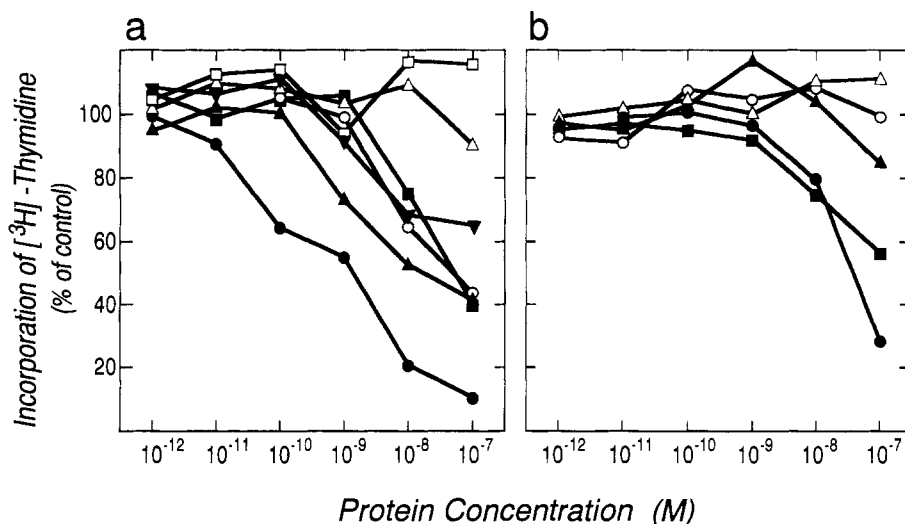 a
b
Incorporation of [³H]-Thymidine
(% of control)
100
80
60
40
20
10⁻¹² 10⁻¹¹ 10⁻¹⁰ 10⁻⁹ 10⁻⁸ 10⁻⁷
10⁻¹² 10⁻¹¹ 10⁻¹⁰ 10⁻⁹ 10⁻⁸ 10⁻⁷
Protein Concentration (M)